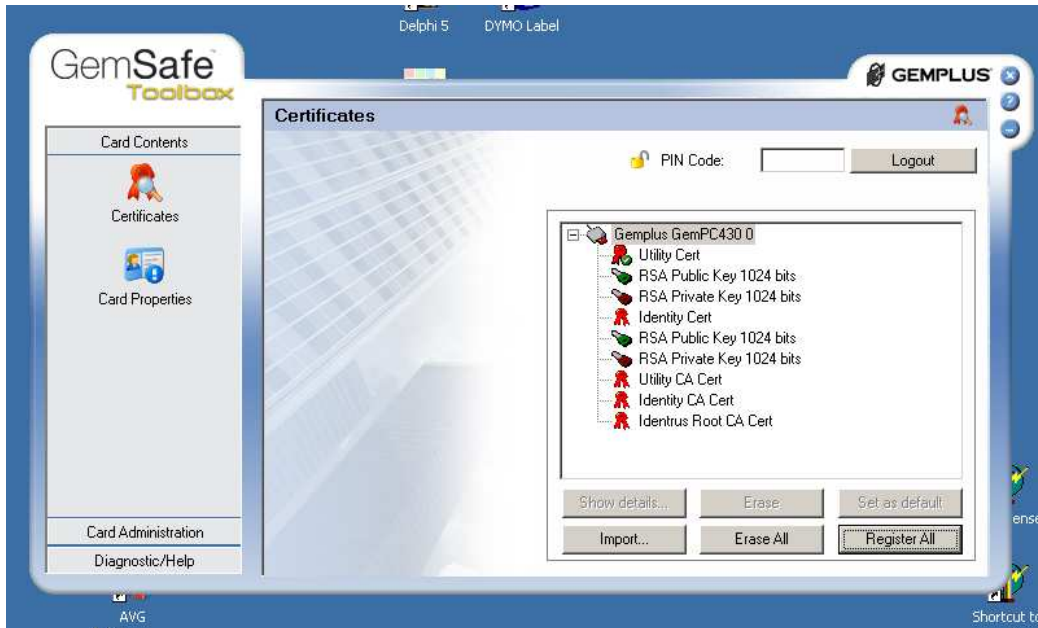 Delphi 5
DYMO Label
GemSafe
Toolbox
GEMPLUS
Certificates
Card Contents
Certificates
Card Properties
Card Administration
Diagnostic/Help
PIN Code:
Logout
Gemplus GemPC430 0
Utility Cert
RSA Public Key 1024 bits
RSA Private Key 1024 bits
Identity Cert
RSA Public Key 1024 bits
RSA Private Key 1024 bits
Utility CA Cert
Identity CA Cert
Identrus Root CA Cert
Show details...
Erase
Set as default
Import...
Erase All
Register All
ense
AVG
Shortcut to